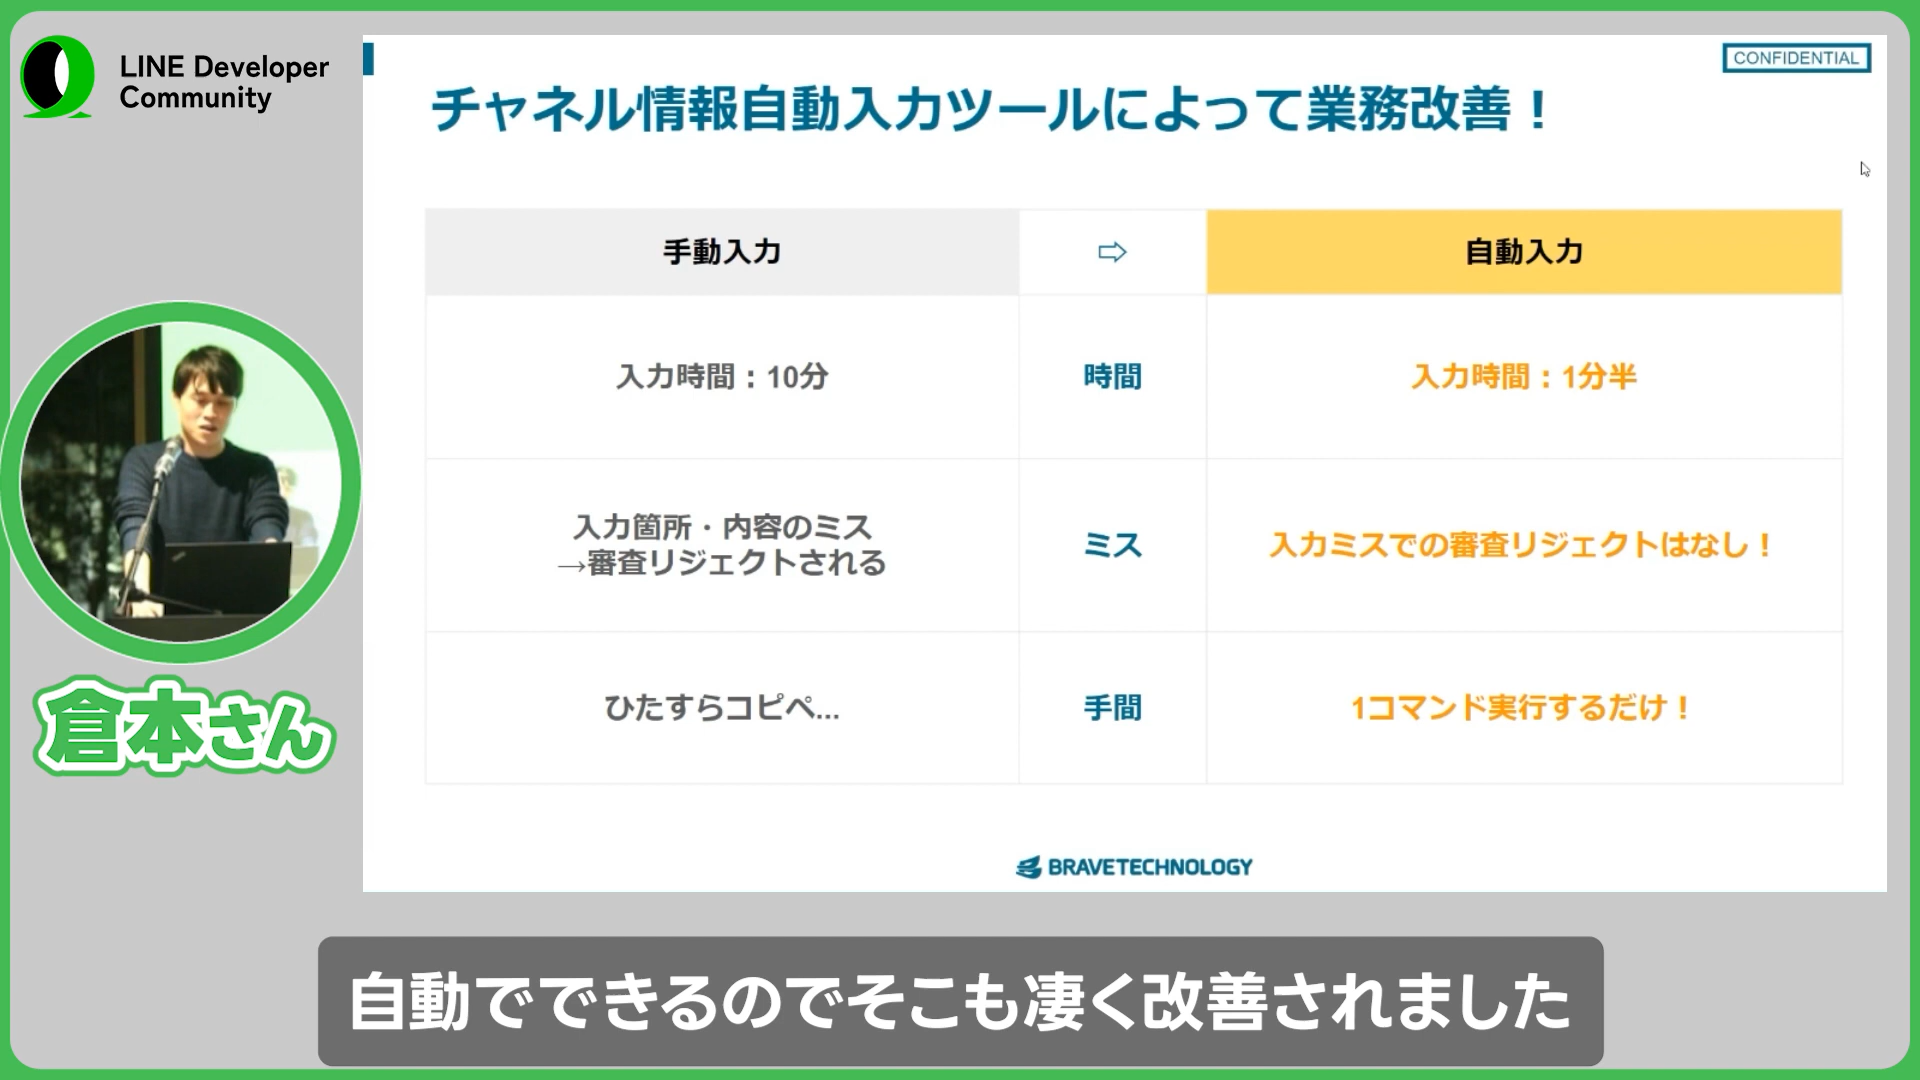 LINE Developer
Community
CONFIDENTIAL
チャネル情報自動入力ツールによって業務改善！
手動入力
⇨
自動入力
入力時間：10分
時間
入力時間：1分半
入力箇所・内容のミス
→審査リジェクトされる
ミス
入力ミスでの審査リジェクトはなし！
ひたすらコピペ...
手間
1コマンド実行するだけ！
BRAVETECHNOLOGY
倉本さん
自動でできるのでそこも凄く改善されました